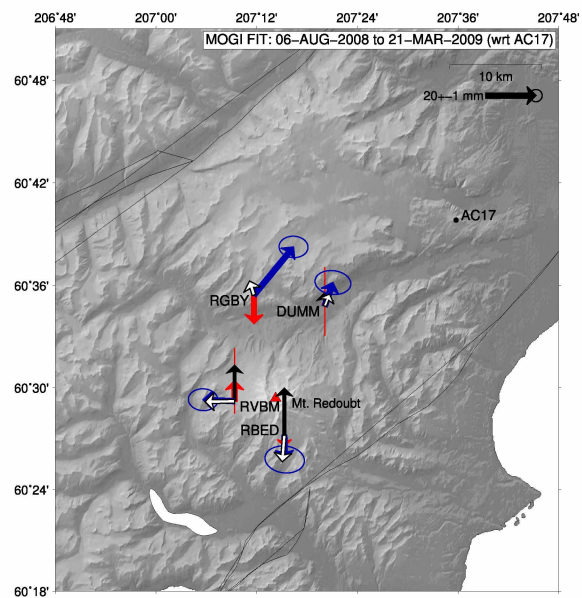 206°48' 207°00' 207°12' 207°24' 207°36' 207°48'
MOGI FIT: 06-AUG-2008 to 21-MAR-2009 (wrt AC17)
60°48'
10 km
20+-1 mm
60°42'
AC17
60°36'
RGBY
DUMM
60°30'
RVBM Mt. Redoubt
RBED
60°24'
60°18'